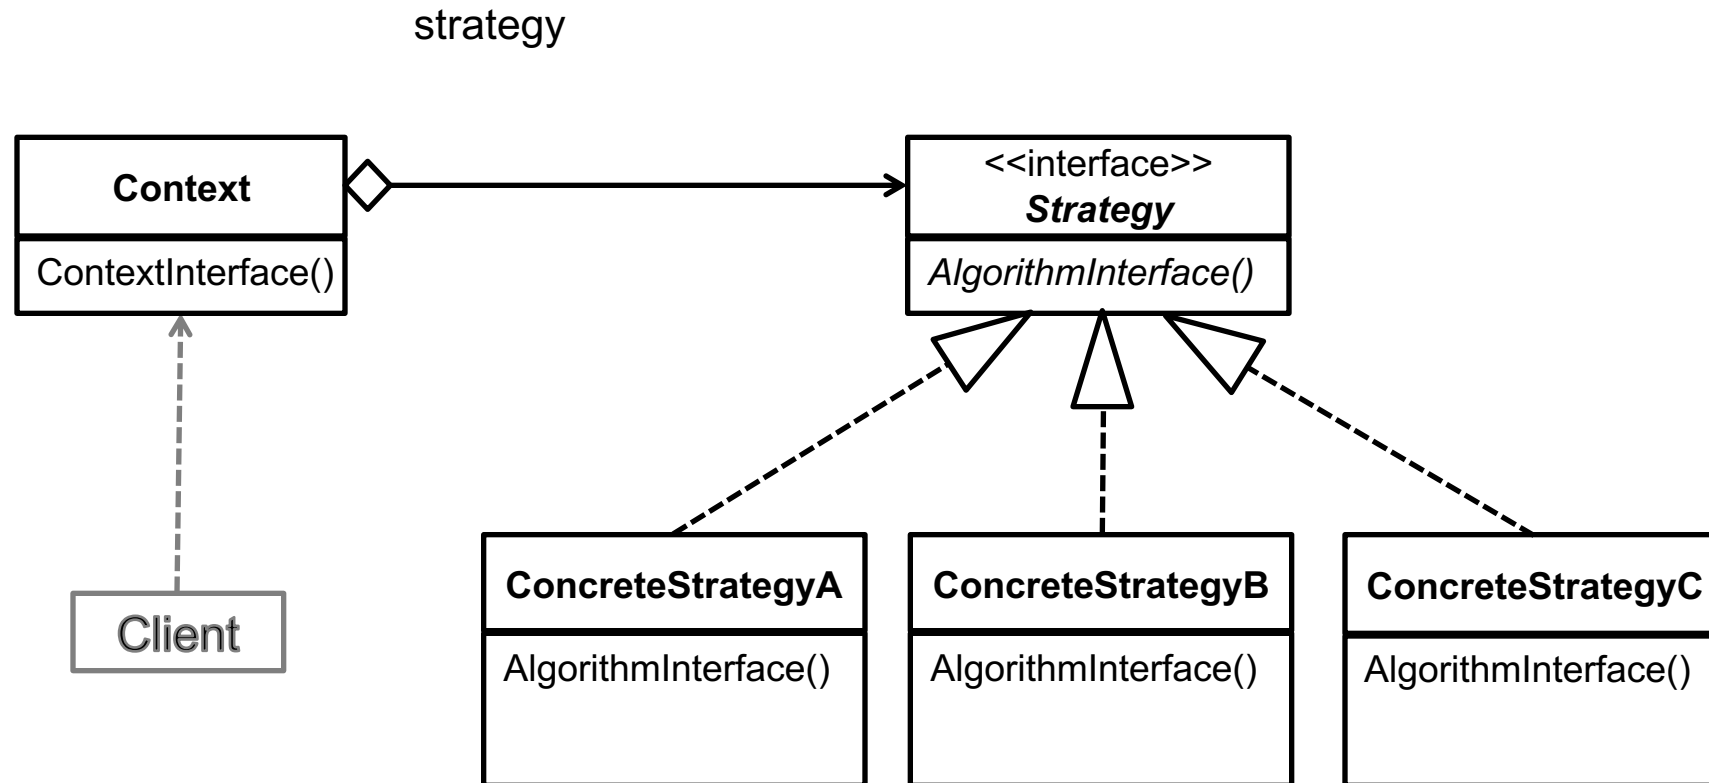 strategy
Context
ContextInterface()
<<interface>>
Strategy
AlgorithmInterface()
Client
ConcreteStrategyA
AlgorithmInterface()
ConcreteStrategyB
AlgorithmInterface()
ConcreteStrategyC
AlgorithmInterface()